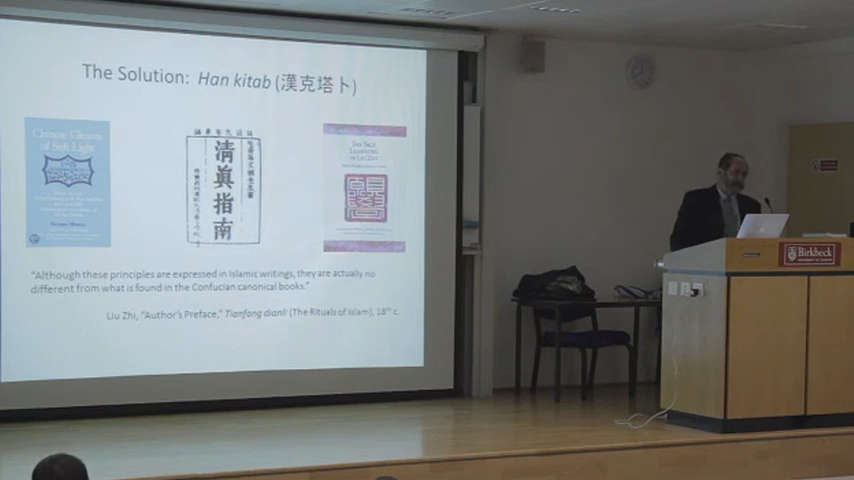 The Solution: Han kitab (漢克塔卜)
Chinese Gleams
of Sufi Light
清真指南
THE SAGE
LEARNING
OF LIU ZHI
"Although these principles are expressed in Islamic writings, they are actually no
different from what is found in the Confucian canonical books."
Liu Zhi, "Author's Preface," Tianfang dianli (The Rituals of Islam), 18th c.
Birkbeck